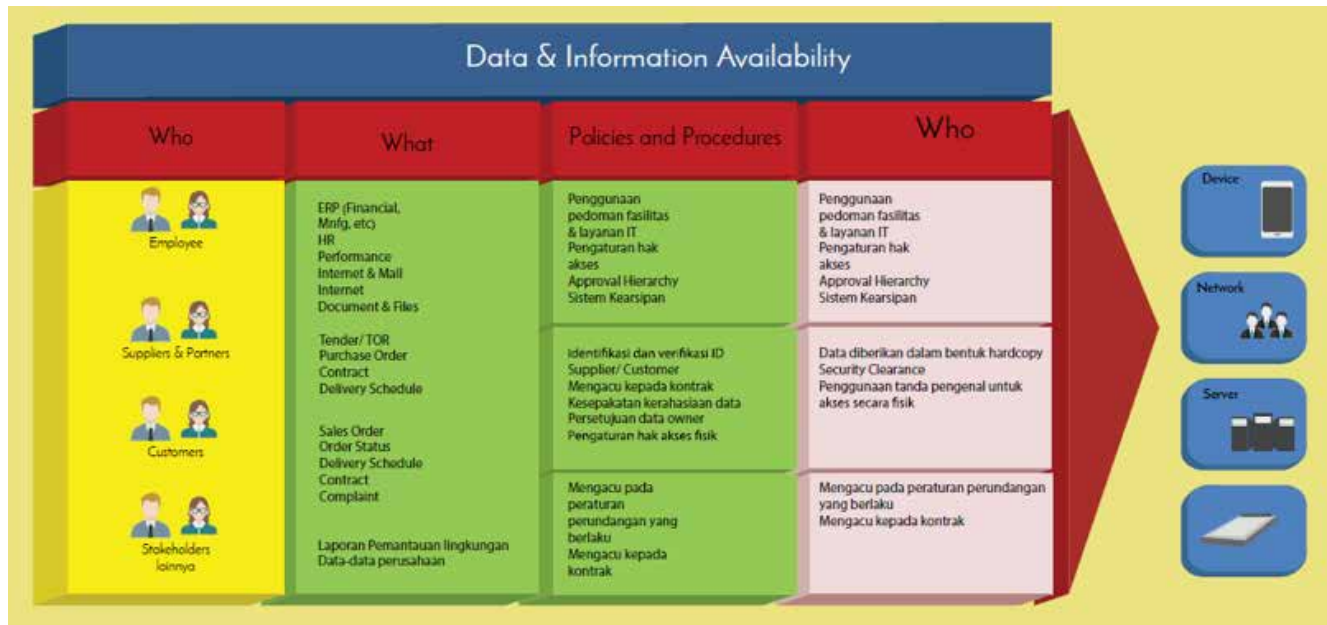 Data & Information Availability
Who
What
Policies and Procedures
Who
Employee
Suppliers & Partners
Customers
Stakeholders
lainnya
ERP (Financial,
Mnfg, etc)
HR
Performance
Internet & Mail
Internet
Document & Files
Tender/ TOR
Purchase Order
Contract
Delivery Schedule
Sales Order
Order Status
Delivery Schedule
Contract
Complaint
Laporan Pemantauan lingkungan
Data-data perusahaan
Penggunaan
pedoman fasilitas
& layanan IT
Pengaturan hak
akses
Approval Hierarchy
Sistem Kearsipan
Identifikasi dan verifikasi ID
Supplier/ Customer
Mengacu kepada kontrak
Kesepakatan kerahasiaan data
Persetujuan data owner
Pengaturan hak akses fisik
Mengacu pada
peraturan
perundangan yang
berlaku
Mengacu kepada
kontrak
Penggunaan
pedoman fasilitas
& layanan IT
Pengaturan hak
akses
Approval Hierarchy
Sistem Kearsipan
Data diberikan dalam bentuk hardcopy
Security Clearance
Penggunaan tanda pengenal untuk
akses secara fisik
Mengacu pada peraturan perundangan
yang berlaku
Mengacu kepada kontrak
Device
Network
Server